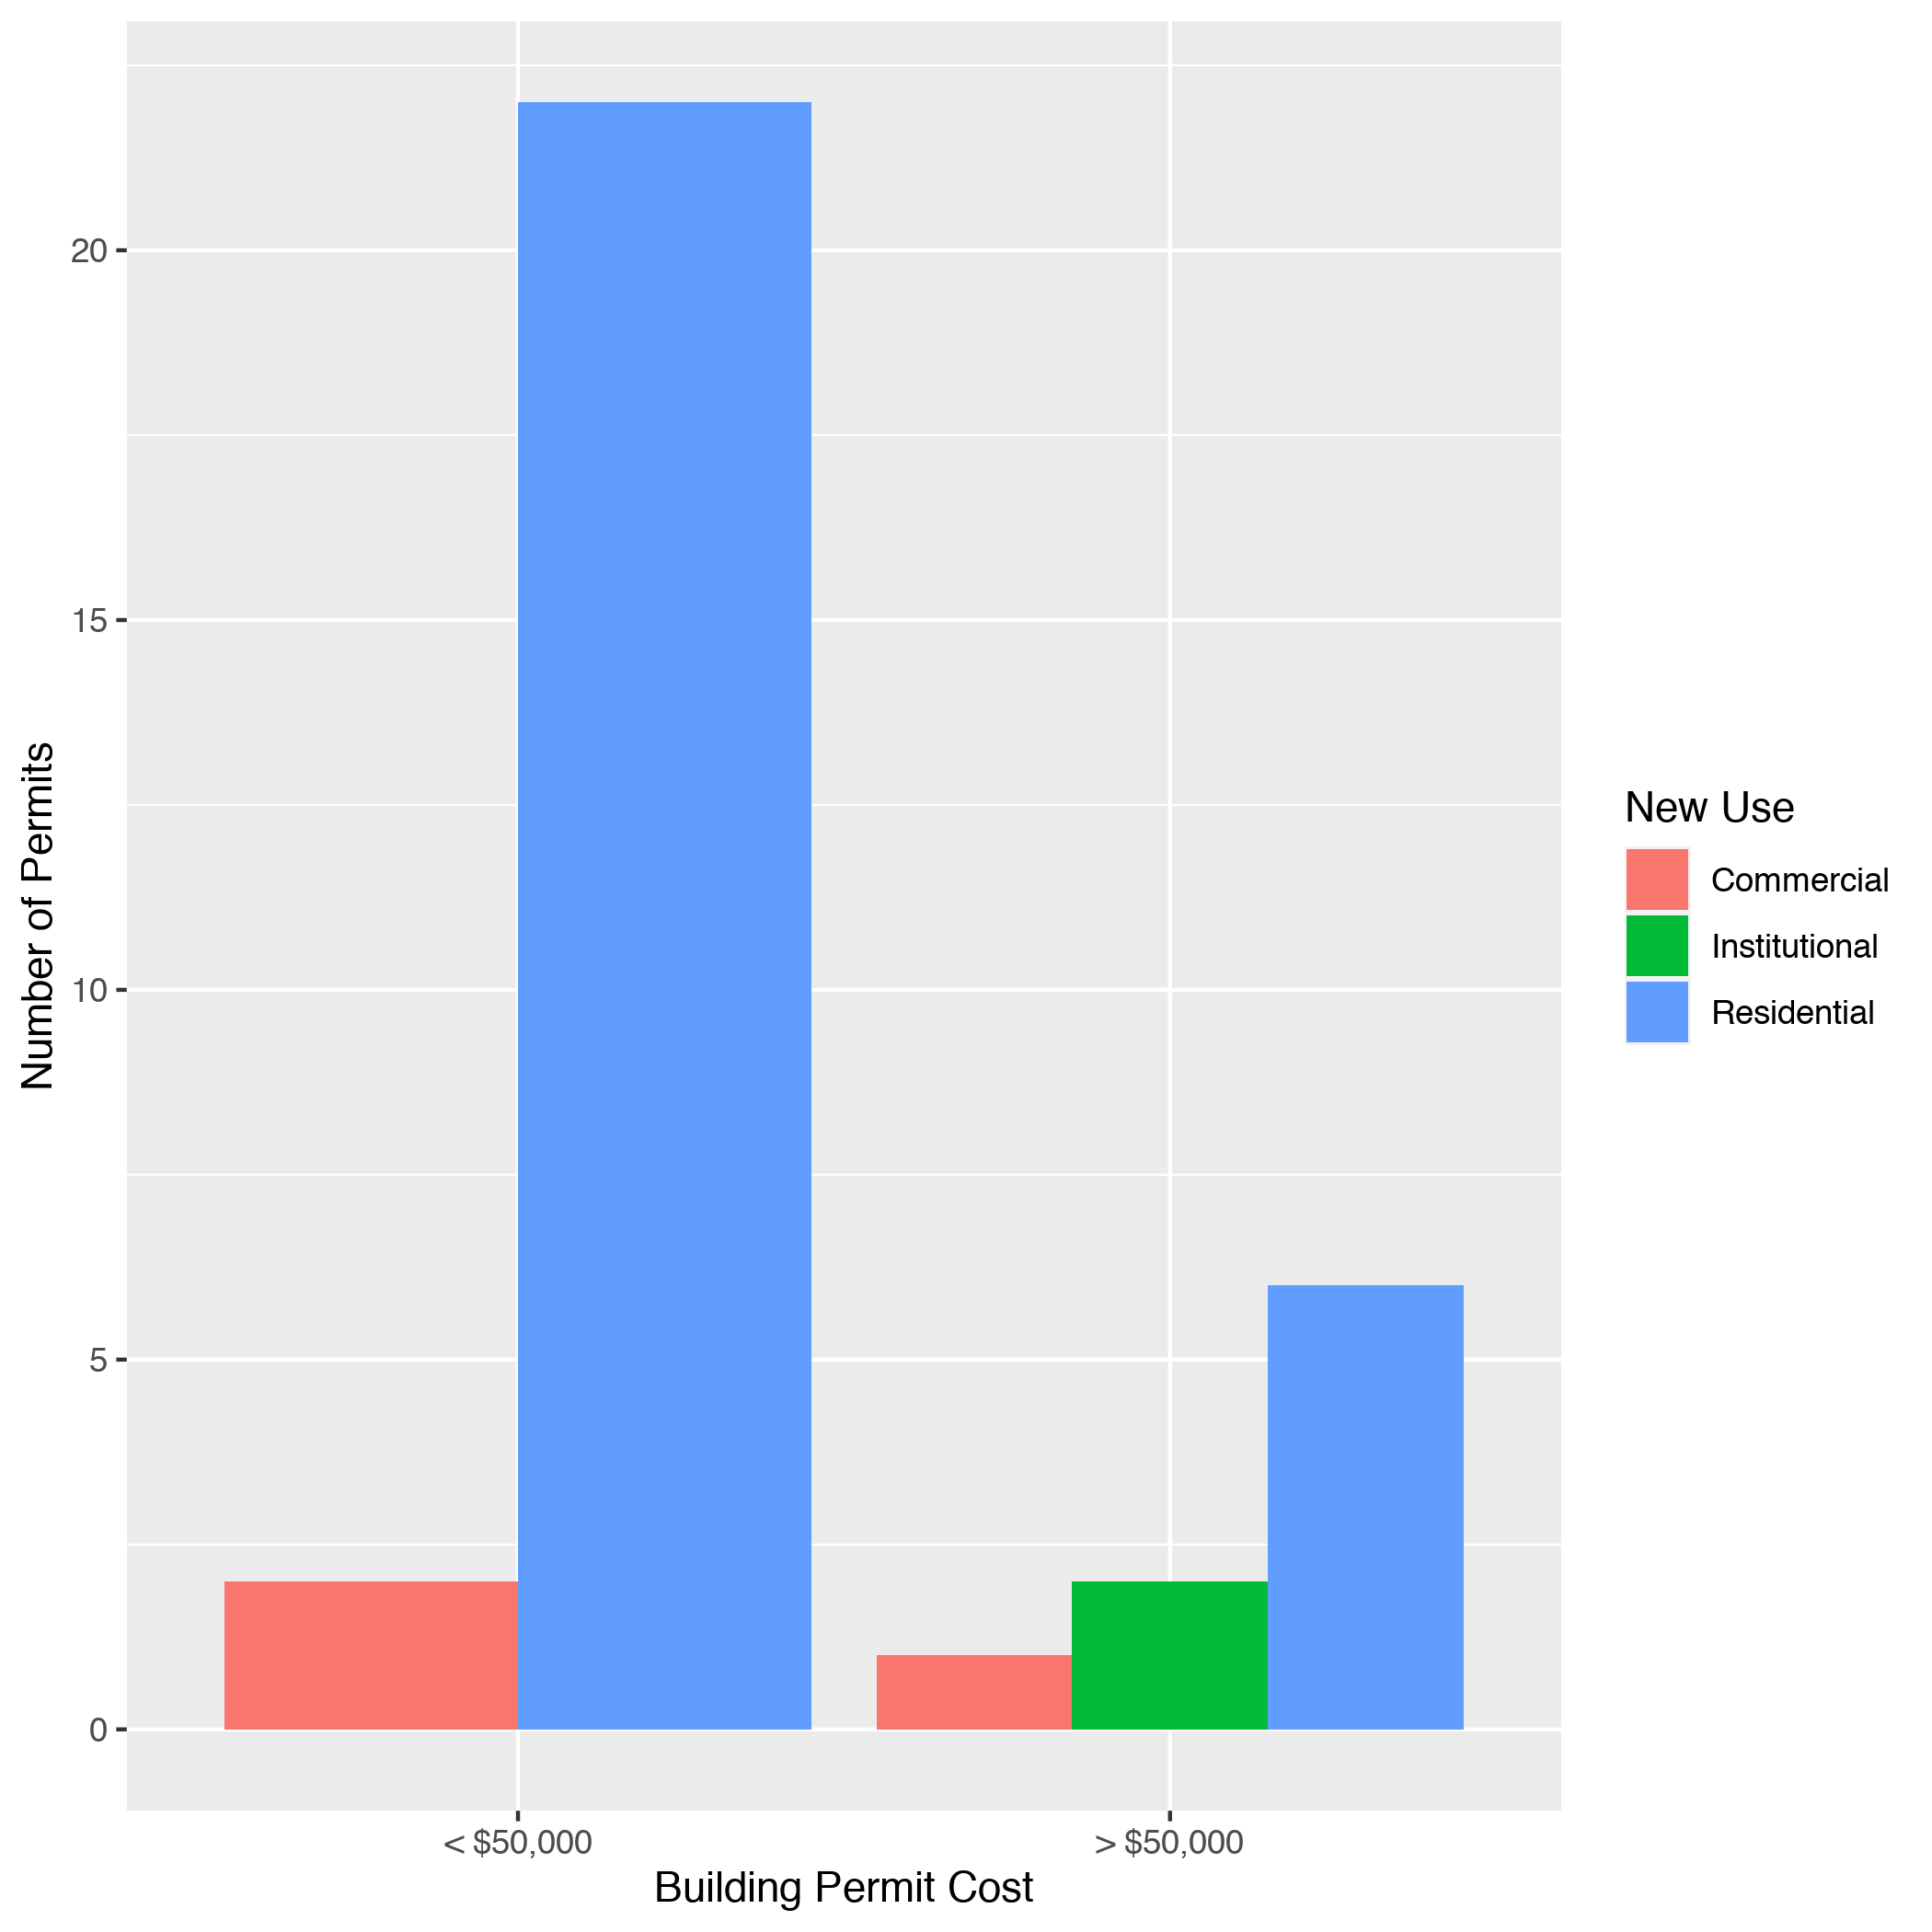 Number of Permits
20
15
10
5
0
< $50,000
> $50,000
Building Permit Cost
New Use
Commercial
Institutional
Residential